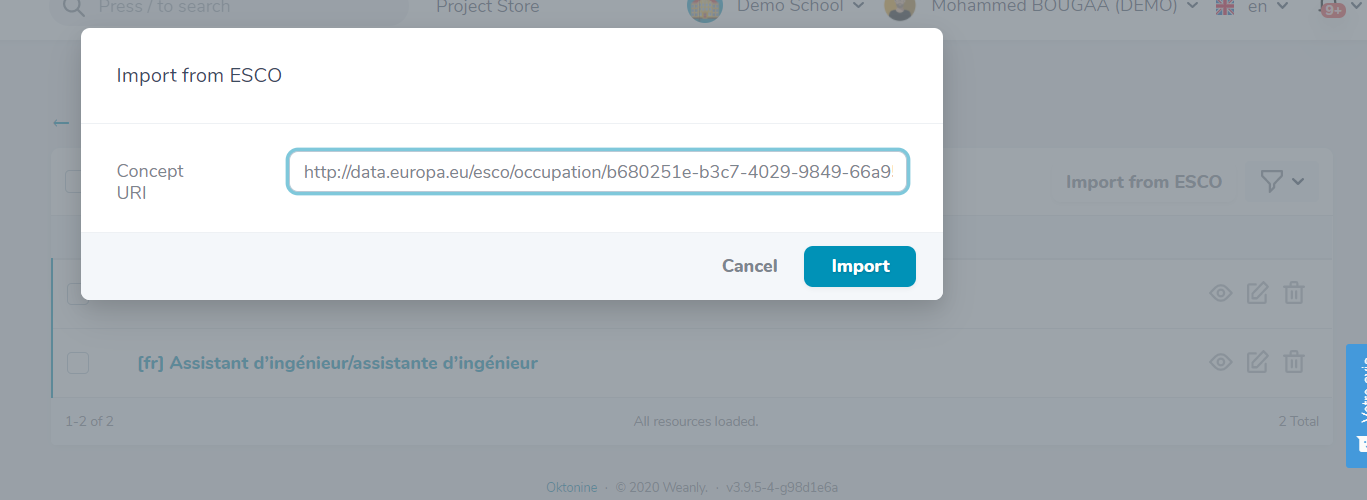 Press / to search
Project Store
Demo School
Mohammed BOUGAA (DEMO)
en
9+
Import from ESCO
←
Concept
URI
http://data.europa.eu/esco/occupation/b680251e-b3c7-4029-9849-66a9
Import from ESCO
Cancel
Import
[fr] Assistant d'ingénieur/assistante d'ingénieur
1-2 of 2
All resources loaded.
2 Total
Votre avis
Oktonine · © 2020 Weanly. · v3.9.5-4-g98d1e6a